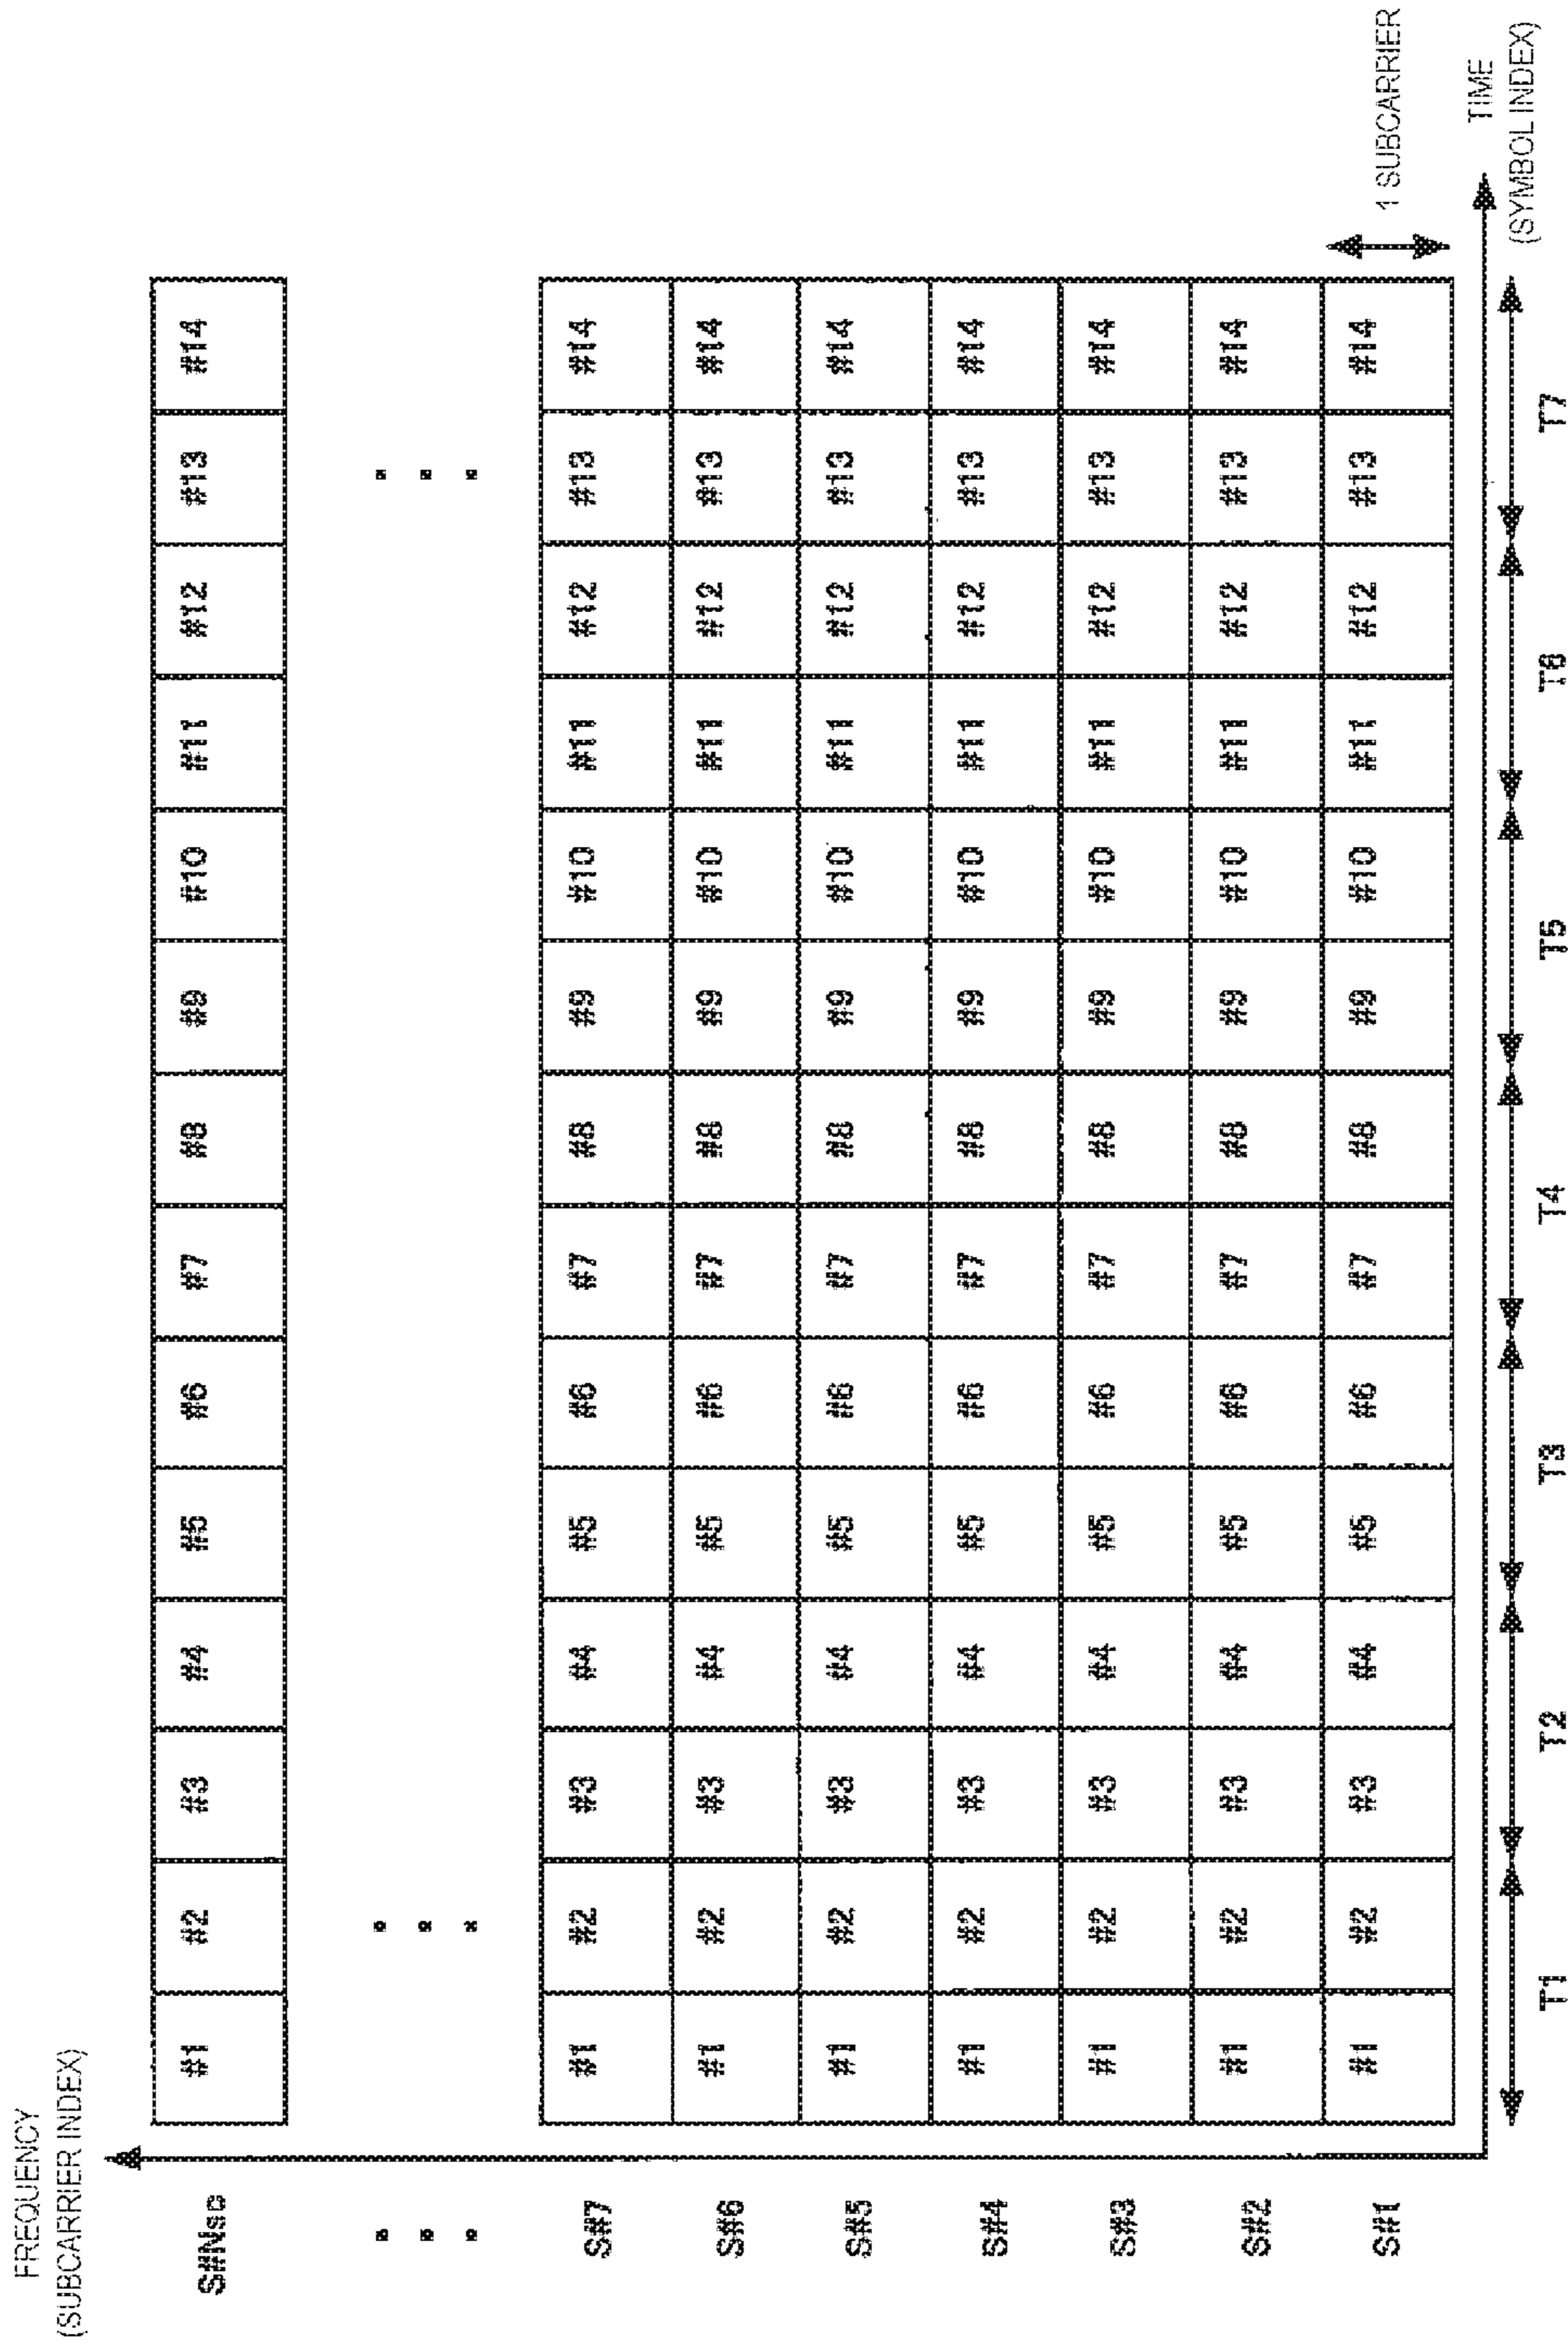 FREQUENCY
(SUBCARRIER INDEX)
S#Nsc #1 #2 #3 #4 #5 #6 #7 #8 #9 #10 #11 #12 #13 #14
S#7 #1 #2 #3 #4 #5 #6 #7 #8 #9 #10 #11 #12 #13 #14
S#6 #1 #2 #3 #4 #5 #6 #7 #8 #9 #10 #11 #12 #13 #14
S#5 #1 #2 #3 #4 #5 #6 #7 #8 #9 #10 #11 #12 #13 #14
S#4 #1 #2 #3 #4 #5 #6 #7 #8 #9 #10 #11 #12 #13 #14
S#3 #1 #2 #3 #4 #5 #6 #7 #8 #9 #10 #11 #12 #13 #14
S#2 #1 #2 #3 #4 #5 #6 #7 #8 #9 #10 #11 #12 #13 #14
S#1 #1 #2 #3 #4 #5 #6 #7 #8 #9 #10 #11 #12 #13 #14
1 SUBCARRIER
TIME
(SYMBOL INDEX)
T1 T2 T3 T4 T5 T6 T7